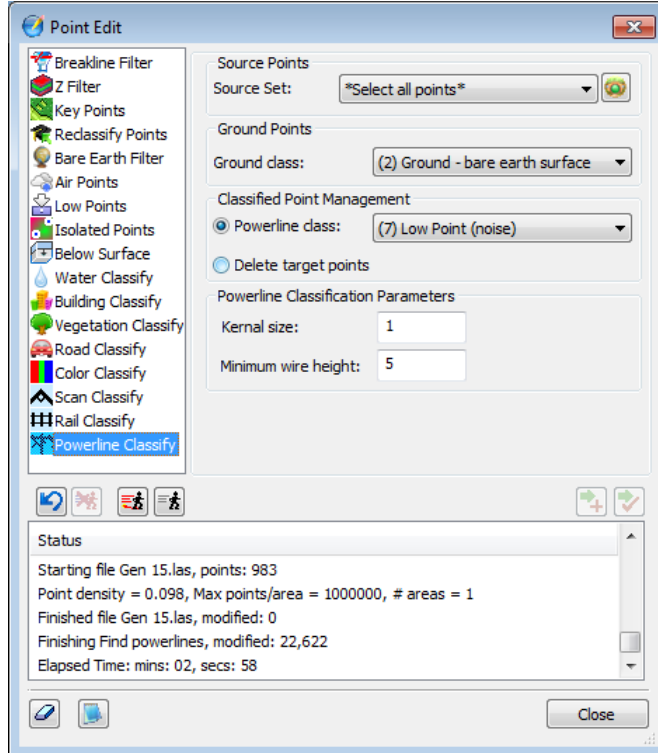 Point Edit
Breakline Filter
Z Filter
Key Points
Reclassify Points
Bare Earth Filter
Air Points
Low Points
Isolated Points
Below Surface
Water Classify
Building Classify
Vegetation Classify
Road Classify
Color Classify
Scan Classify
Rail Classify
Powerline Classify
Source Points
Source Set: *Select all points*
Ground Points
Ground class: (2) Ground - bare earth surface
Classified Point Management
Powerline class: (7) Low Point (noise)
Delete target points
Powerline Classification Parameters
Kernal size: 1
Minimum wire height: 5
Status
Starting file Gen 15.las, points: 983
Point density = 0.098, Max points/area = 1000000, # areas = 1
Finished file Gen 15.las, modified: 0
Finishing Find powerlines, modified: 22,622
Elapsed Time: mins: 02, secs: 58
Close